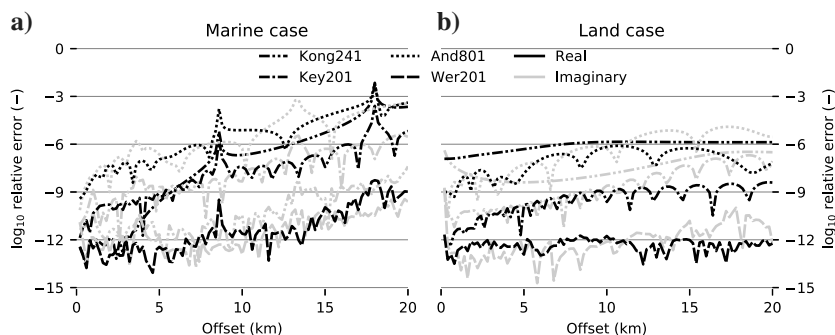 a)
Marine case
b)
Land case
Kong241
And801
Real
Key201
Wer201
Imaginary
log10 relative error (−)
0
−3
−6
−9
−12
−15
0
5
10
15
20
Offset (km)
0
5
10
15
20
Offset (km)
0
−3
−6
−9
−12
−15
log10 relative error (−)